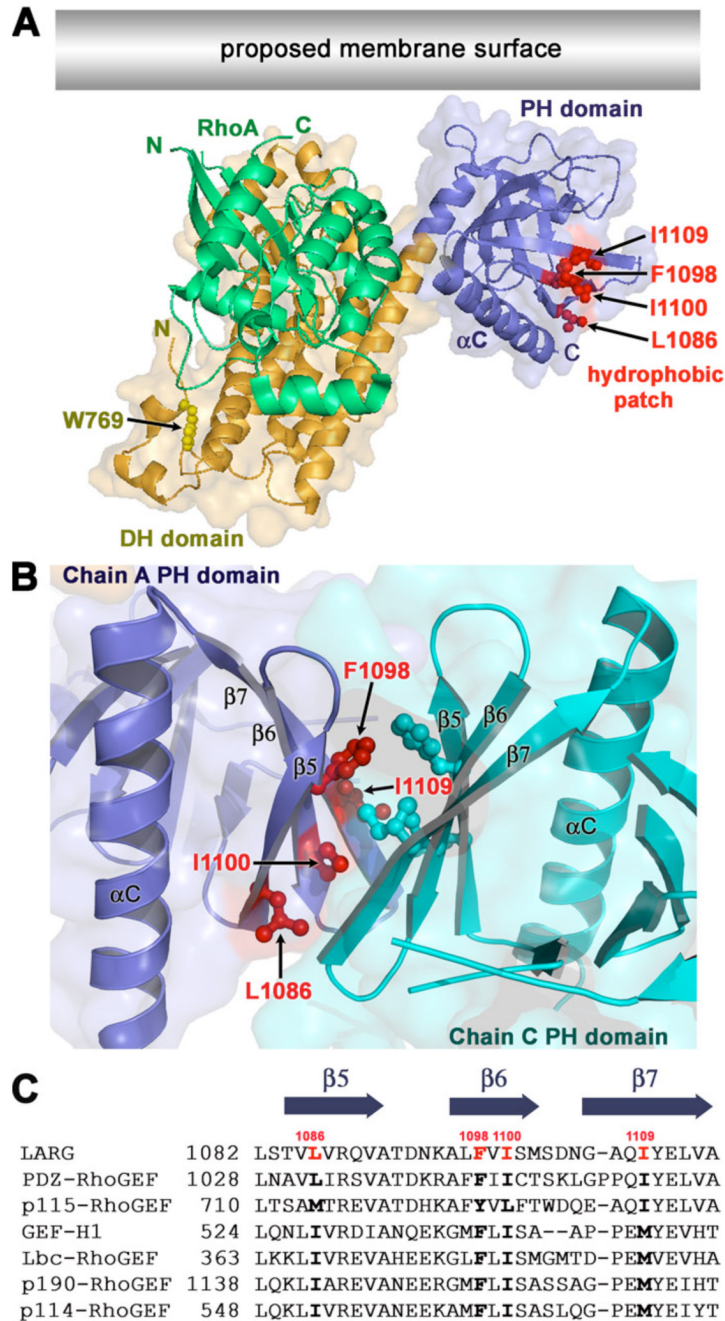 A
proposed membrane surface
PH domain
RhoA
C
N
I1109
F1098
N
I1100
αC
C
L1086
W769
hydrophobic
patch
DH domain
B
Chain A PH domain
F1098
β7
β6
β5
β6
β5
β7
I1109
αC
I1100
αC
L1086
Chain C PH domain
C
β5 β6 β7
1086 1098 1100 1109
LARG 1082 LSTVLVRQVATDNKALFVISMSDNG-AQIYELVA
PDZ-RhoGEF 1028 LNAVLIRSVATDKRAFFIICTSKLGPPQIYELVA
p115-RhoGEF 710 LTSAMTREVATDHKAFYVLFTWDQE-AQIYELVA
GEF-H1 524 LKNLIVRDIANQEKGMFLISA--AP-PEMYEVHT
Lbc-RhoGEF 363 LKKLIVREVAHEEKGLFLISMGMTD-PEMVEVHA
p190-RhoGEF 1138 LQKLIAREVANEERGMFLISASSAG-PEMYEIHT
p114-RhoGEF 548 LQKLIVREVANEEKAMFLISASLQG-PEMYEIYT